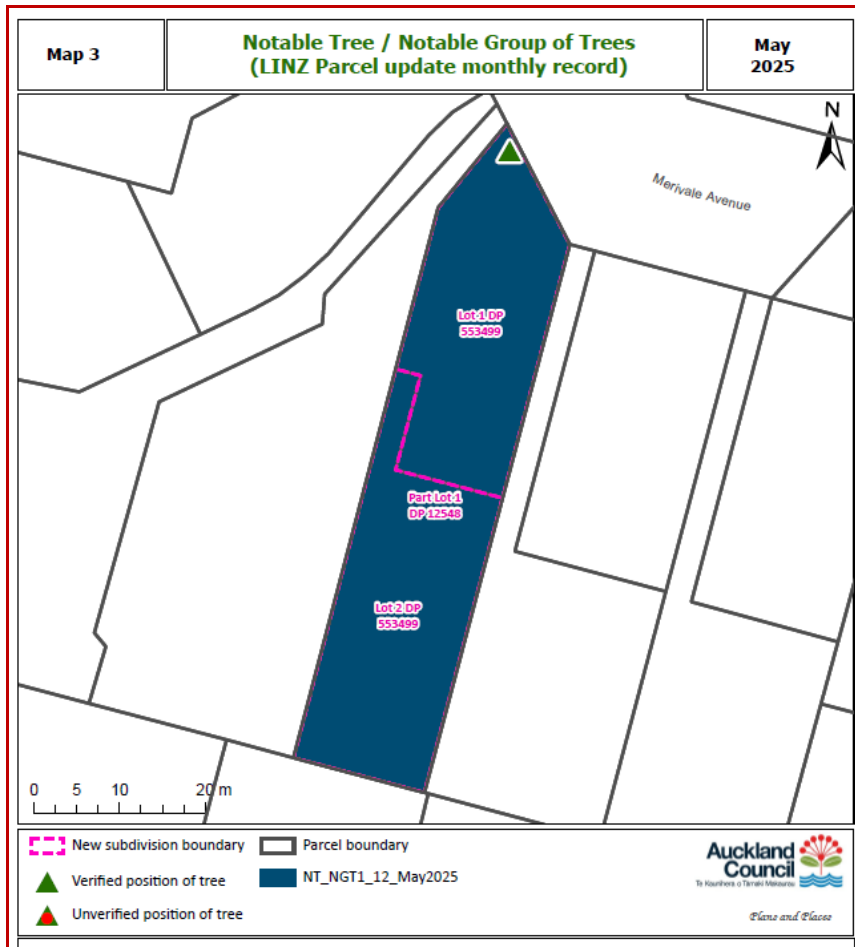 Map 3
Notable Tree / Notable Group of Trees
(LINZ Parcel update monthly record)
May
2025
N
Merivale Avenue
Lot 1 DP
553499
Part Lot 1
DP 12548
Lot 2 DP
553499
0 5 10 20 m
New subdivision boundary
Parcel boundary
Verified position of tree
NT_NGT1_12_May2025
Unverified position of tree
Auckland
Council
Te Kaunihera o Tāmaki Makaurau
Plans and Places